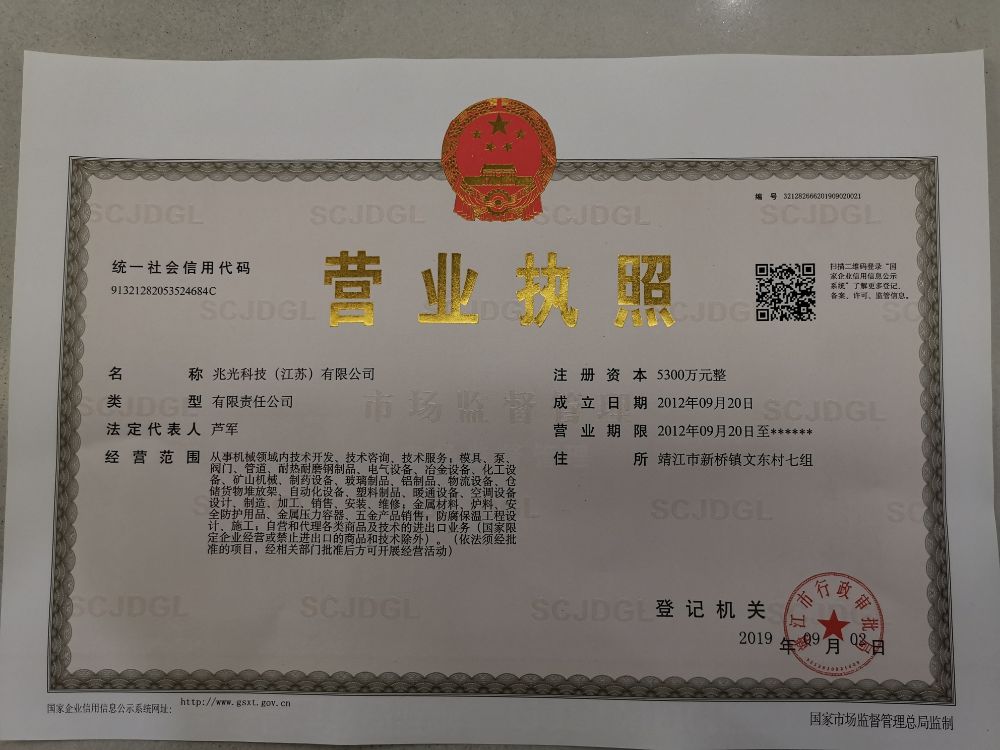 编 号 321282666201909020021
统一社会信用代码
91321282053524684C
营业执照
扫描二维码登录“国
家企业信用信息公示
系统”了解更多登记、
备案、许可、监管信息。
名 称 兆光科技（江苏）有限公司
类 型 有限责任公司
法定代表人 芦军
经营范围 从事机械领域内技术开发、技术咨询、技术服务；模具、泵、
阀门、管道、耐热耐磨钢制品、电气设备、冶金设备、化工设
备、矿山机械、制药设备、玻璃制品、铝制品、物流设备、仓
储货物堆放架、自动化设备、塑料制品、暖通设备、空调设备
设计、制造、加工、销售、安装、维修；金属材料、炉料、安
全防护用品、金属压力容器、五金产品销售；防腐保温工程设
计、施工；自营和代理各类商品及技术的进出口业务（国家限
定企业经营或禁止进出口的商品和技术除外）。（依法须经批
准的项目，经相关部门批准后方可开展经营活动）
注册资本 5300万元整
成立日期 2012年09月20日
营业期限 2012年09月20日至******
住 所 靖江市新桥镇文东村七组
市场监督管理
SCJDGL
登记机关
靖江市行政审批局
2019 年 09 月 02 日
国家企业信用信息公示系统网址：http://www.gsxt.gov.cn
国家市场监督管理总局监制